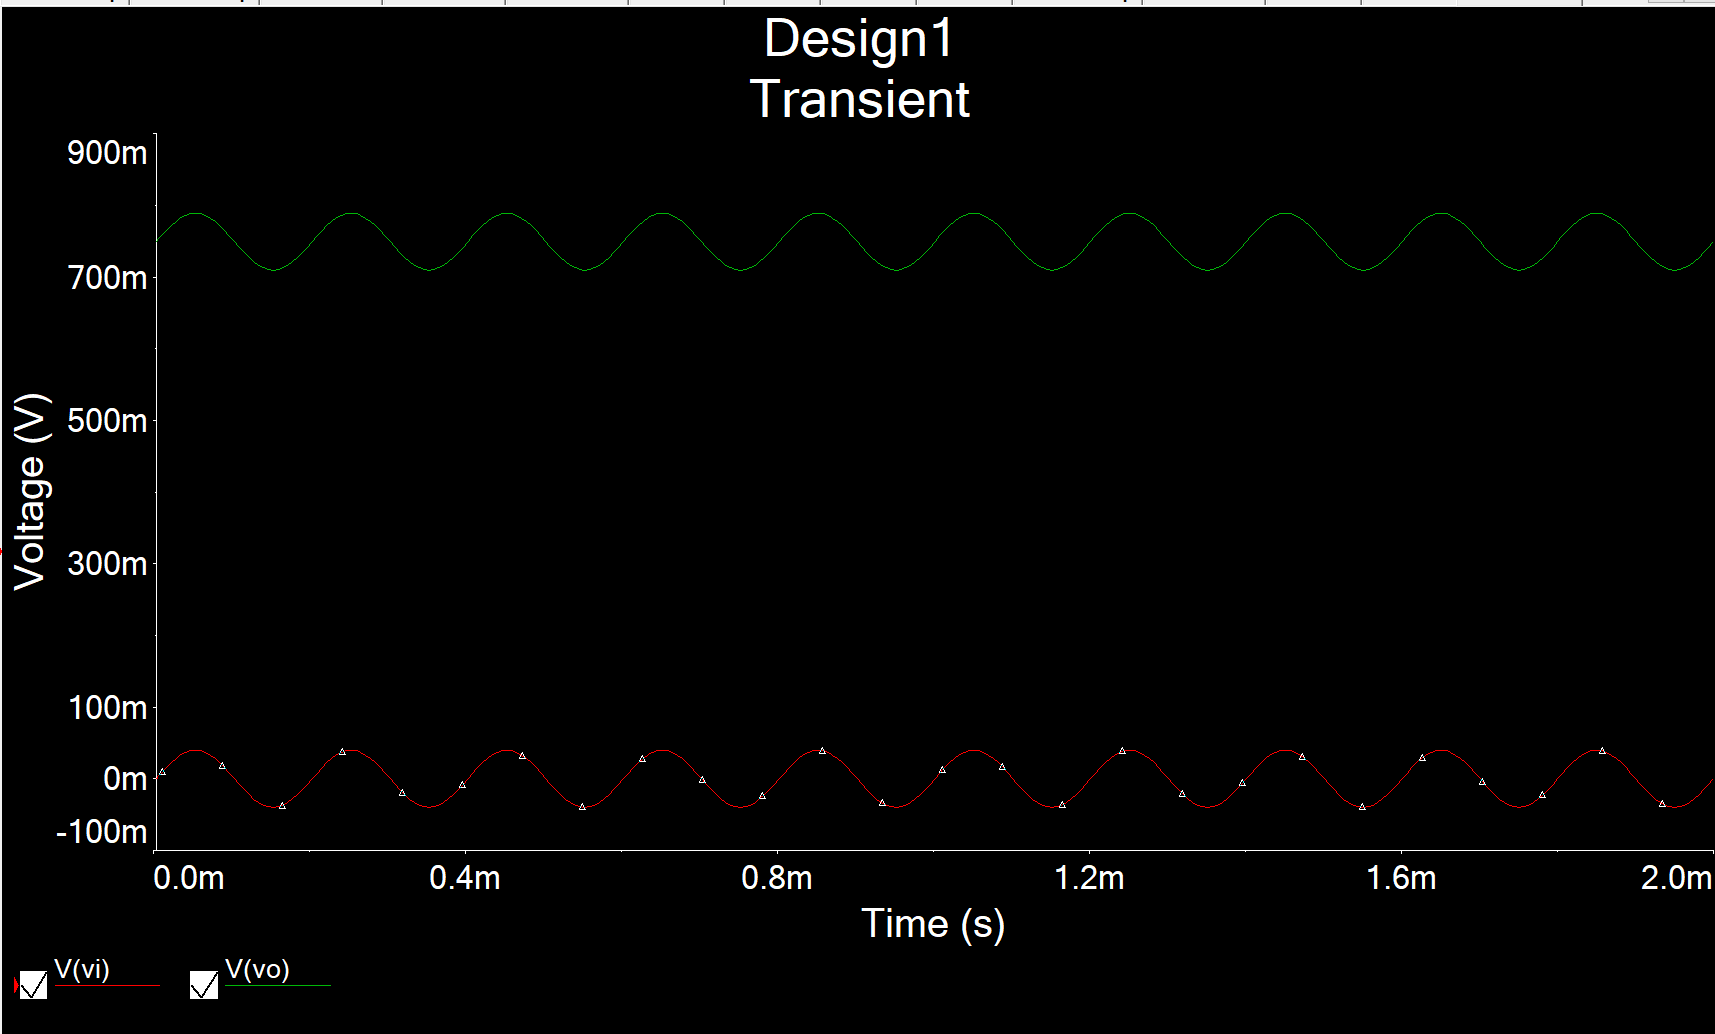 Design1
Transient
900m
700m
500m
300m
100m
0m
-100m
Voltage (V)
0.0m 0.4m 0.8m 1.2m 1.6m 2.0m
Time (s)
V(vi) V(vo)